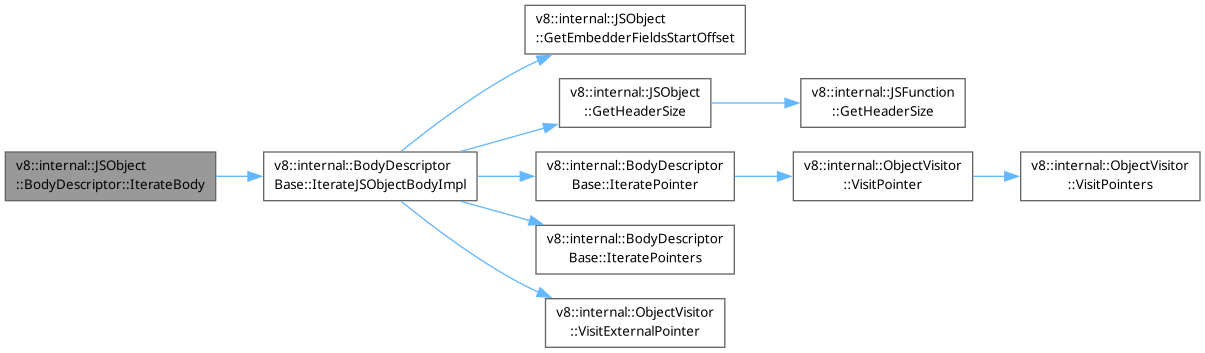 v8::internal::JSObject
::BodyDescriptor::IterateBody
v8::internal::BodyDescriptor
Base::IterateJSObjectBodyImpl
v8::internal::JSObject
::GetEmbedderFieldsStartOffset
v8::internal::JSObject
::GetHeaderSize
v8::internal::JSFunction
::GetHeaderSize
v8::internal::BodyDescriptor
Base::IteratePointer
v8::internal::ObjectVisitor
::VisitPointer
v8::internal::ObjectVisitor
::VisitPointers
v8::internal::BodyDescriptor
Base::IteratePointers
v8::internal::ObjectVisitor
::VisitExternalPointer